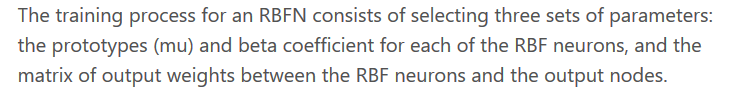 The training process for an RBFN consists of selecting three sets of parameters:
the prototypes (mu) and beta coefficient for each of the RBF neurons, and the
matrix of output weights between the RBF neurons and the output nodes.